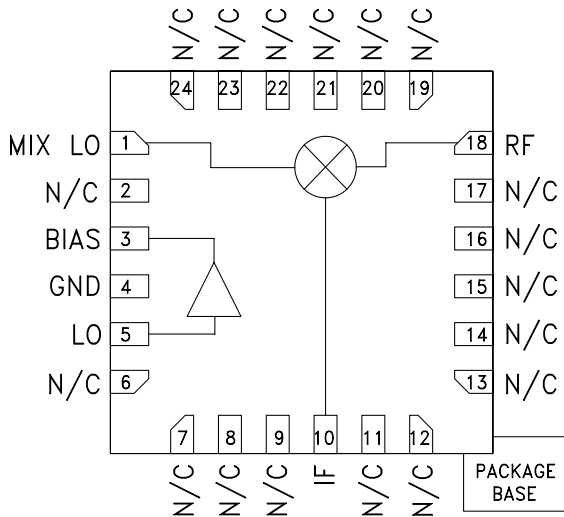 N/C N/C N/C N/C N/C N/C
24 23 22 21 20 19
MIX LO 1 18 RF
N/C 2 17 N/C
BIAS 3 16 N/C
GND 4 15 N/C
LO 5 14 N/C
N/C 6 13 N/C
7 8 9 10 11 12
N/C N/C N/C IF N/C N/C
PACKAGE
BASE